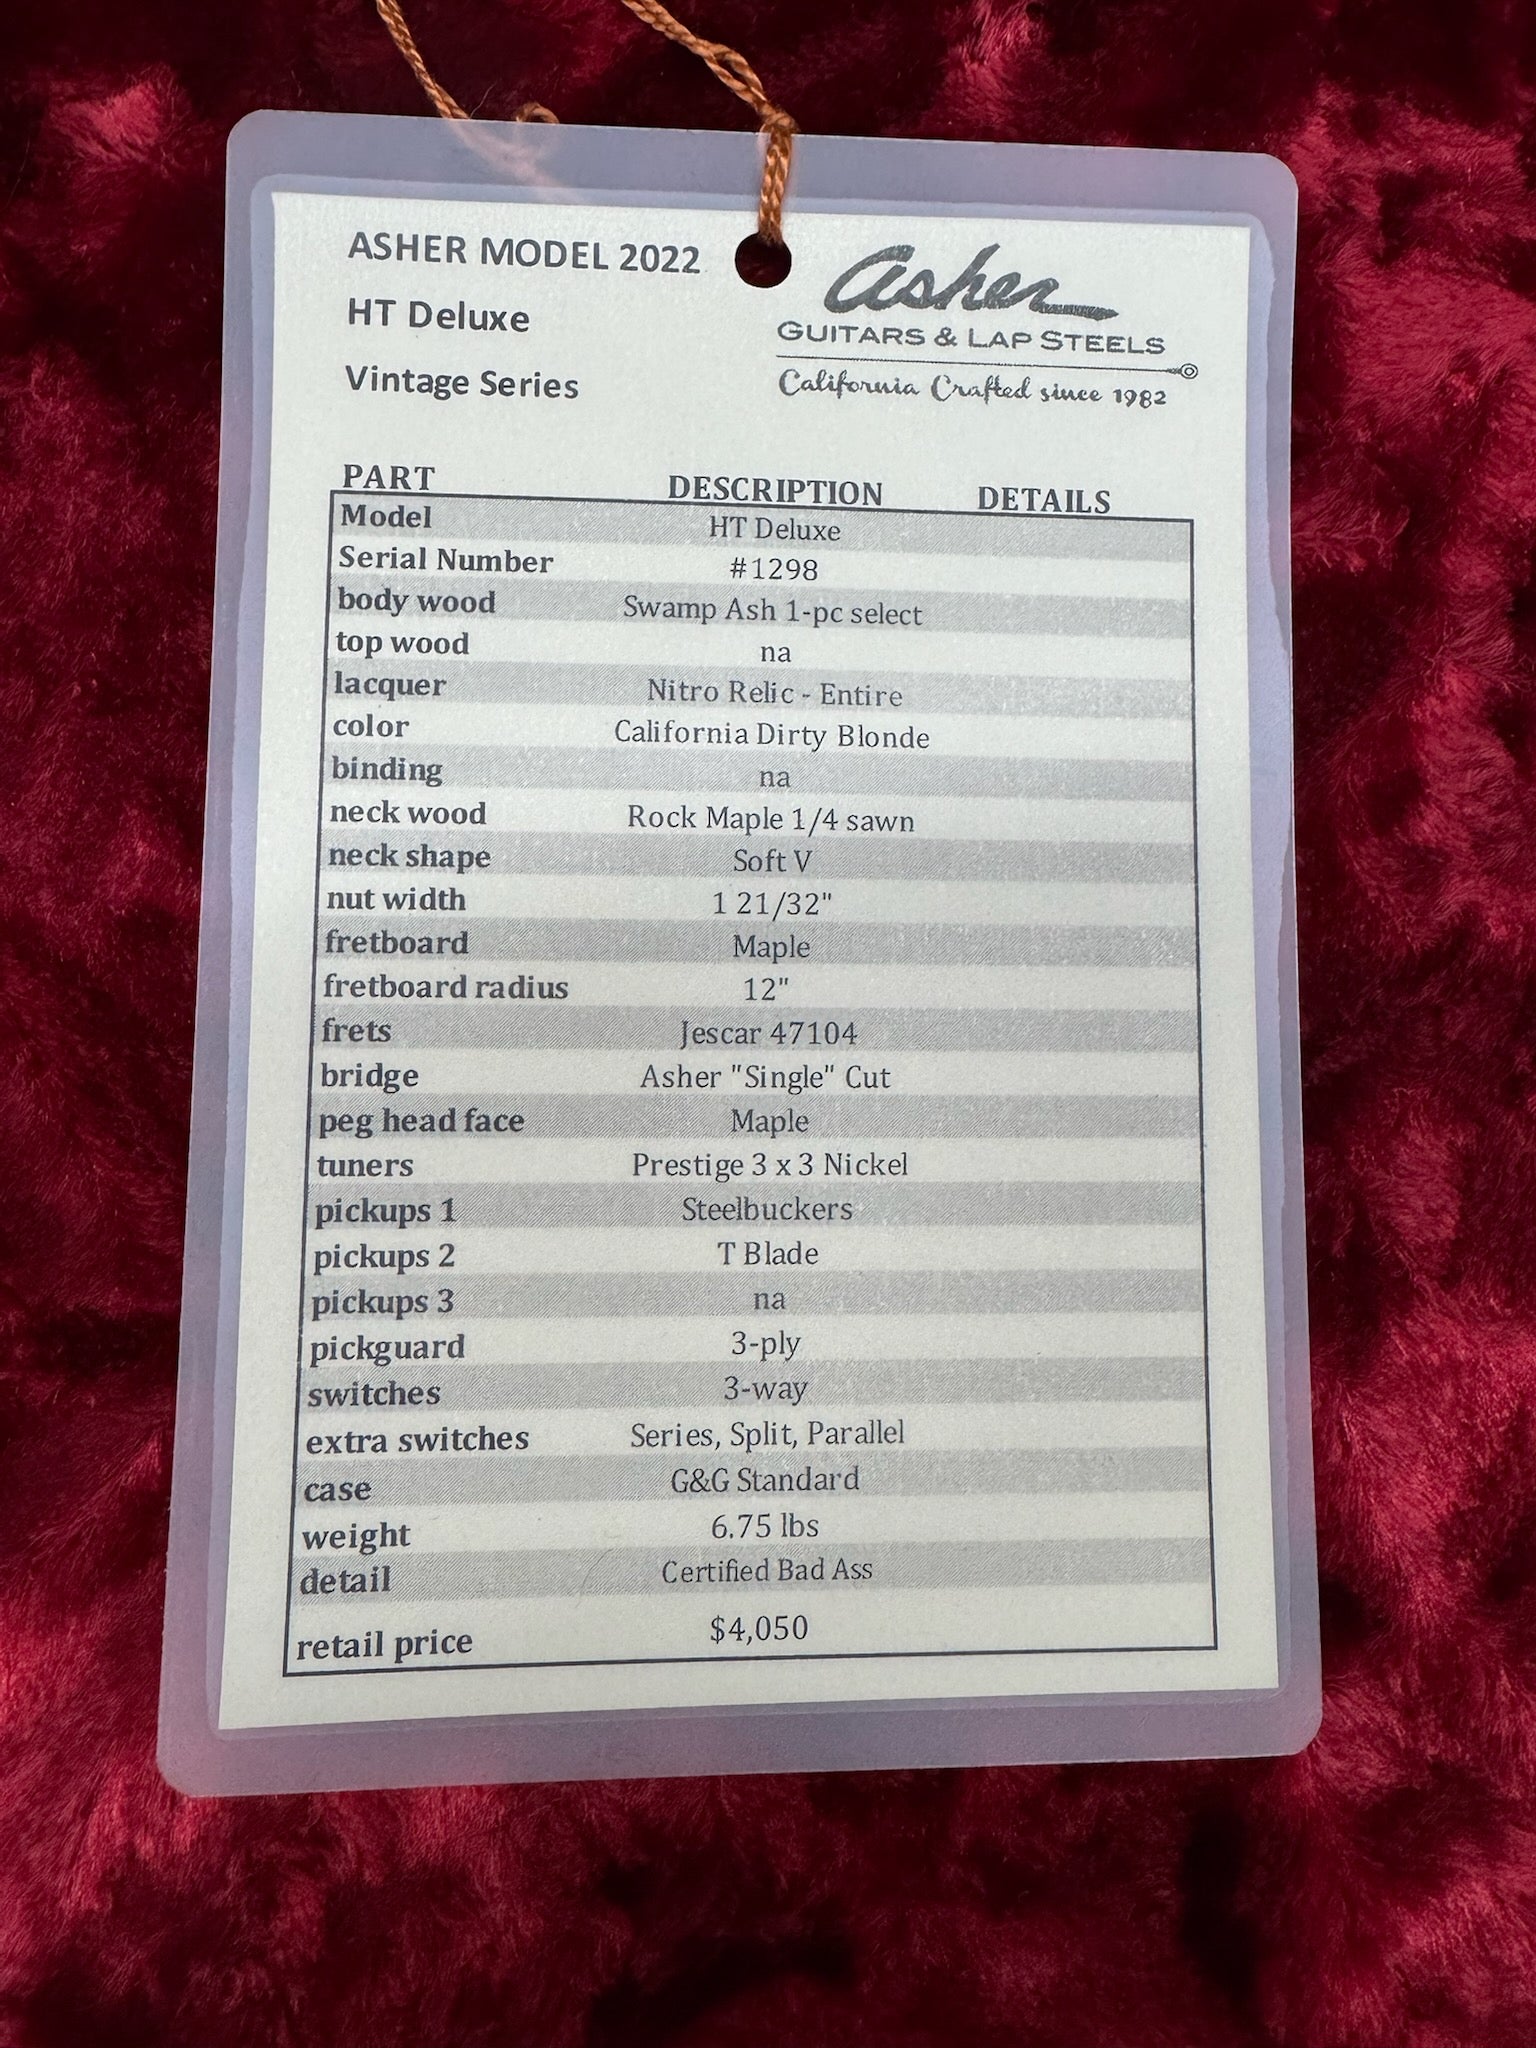 ASHER MODEL 2022
HT Deluxe
Vintage Series
Asher
GUITARS & LAP STEELS
California Crafted since 1982
PART DESCRIPTION DETAILS
Model HT Deluxe
Serial Number #1298
body wood Swamp Ash 1-pc select
top wood na
lacquer Nitro Relic - Entire
color California Dirty Blonde
binding na
neck wood Rock Maple 1/4 sawn
neck shape Soft V
nut width 1 21/32"
fretboard Maple
fretboard radius 12"
frets Jescar 47104
bridge Asher "Single" Cut
peg head face Maple
tuners Prestige 3 x 3 Nickel
pickups 1 Steelbuckers
pickups 2 T Blade
pickups 3 na
pickguard 3-ply
switches 3-way
extra switches Series, Split, Parallel
case G&G Standard
weight 6.75 lbs
detail Certified Bad Ass
retail price $4,050